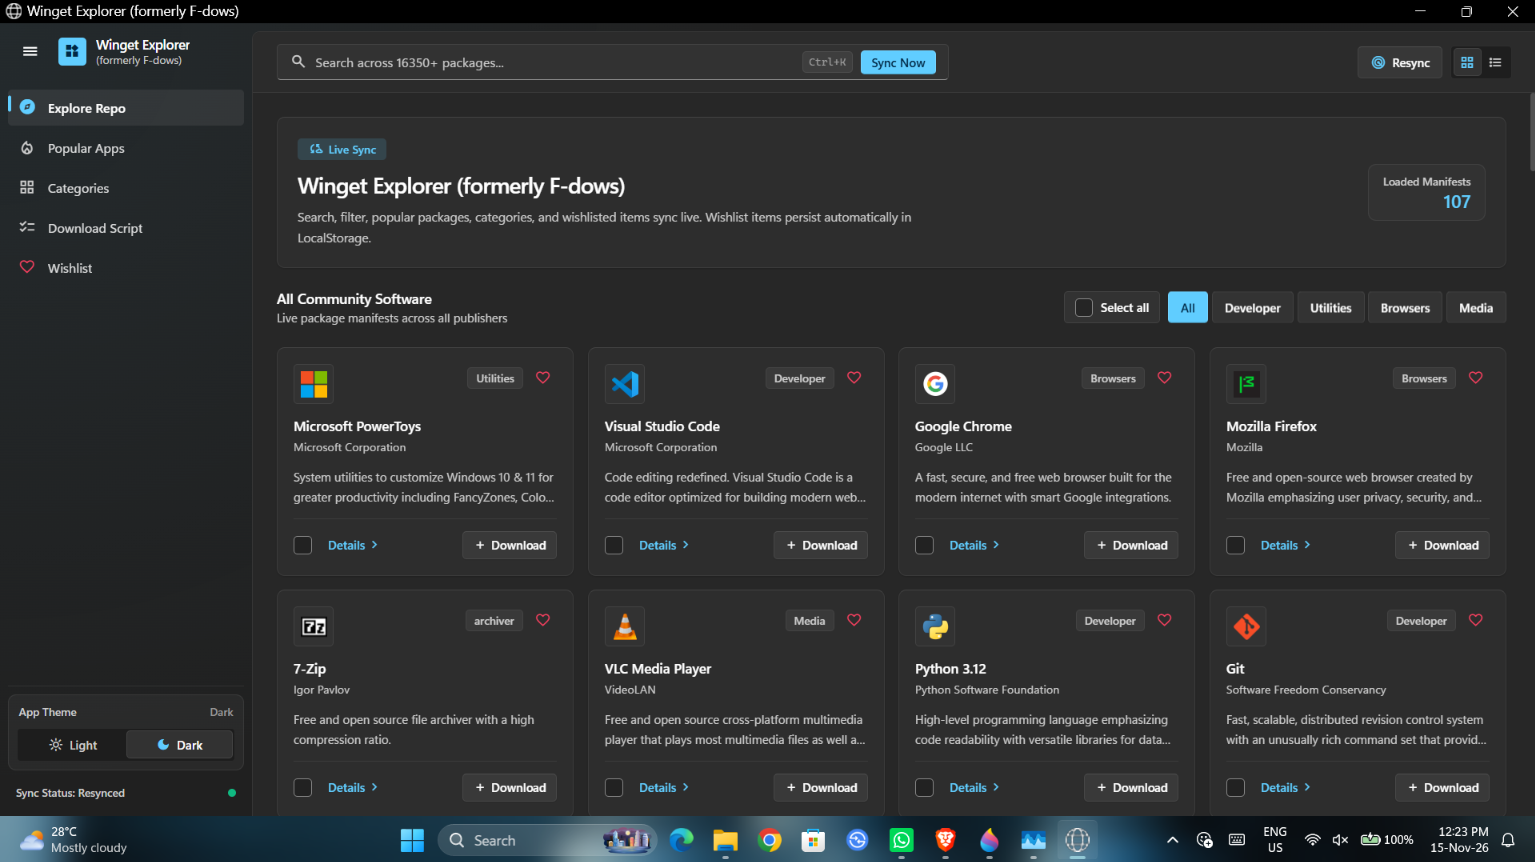 Winget Explorer (formerly F-dows)
Winget Explorer
(formerly F-dows)
Explore Repo
Popular Apps
Categories
Download Script
Wishlist
App Theme
Dark
Light
Dark
Sync Status: Resynced
Search across 16350+ packages...
Ctrl+K
Sync Now
Resync
Live Sync
Winget Explorer (formerly F-dows)
Search, filter, popular packages, categories, and wishlisted items sync live. Wishlist items persist automatically in
LocalStorage.
Loaded Manifests
107
All Community Software
Live package manifests across all publishers
Select all
All
Developer
Utilities
Browsers
Media
Utilities
Microsoft PowerToys
Microsoft Corporation
System utilities to customize Windows 10 & 11 for
greater productivity including FancyZones, Colo...
Details
+ Download
Developer
Visual Studio Code
Microsoft Corporation
Code editing redefined. Visual Studio Code is a
code editor optimized for building modern web...
Details
+ Download
Browsers
Google Chrome
Google LLC
A fast, secure, and free web browser built for the
modern internet with smart Google integrations.
Details
+ Download
Browsers
Mozilla Firefox
Mozilla
Free and open-source web browser created by
Mozilla emphasizing user privacy, security, and...
Details
+ Download
7z
archiver
7-Zip
Igor Pavlov
Free and open source file archiver with a high
compression ratio.
Details
+ Download
Media
VLC Media Player
VideoLAN
Free and open source cross-platform multimedia
player that plays most multimedia files as well a...
Details
+ Download
Developer
Python 3.12
Python Software Foundation
High-level programming language emphasizing
code readability with versatile libraries for data...
Details
+ Download
Developer
Git
Software Freedom Conservancy
Fast, scalable, distributed revision control system
with an unusually rich command set that provid...
Details
+ Download
28°C
Mostly cloudy
Search
ENG
US
100%
12:23 PM
15-Nov-26